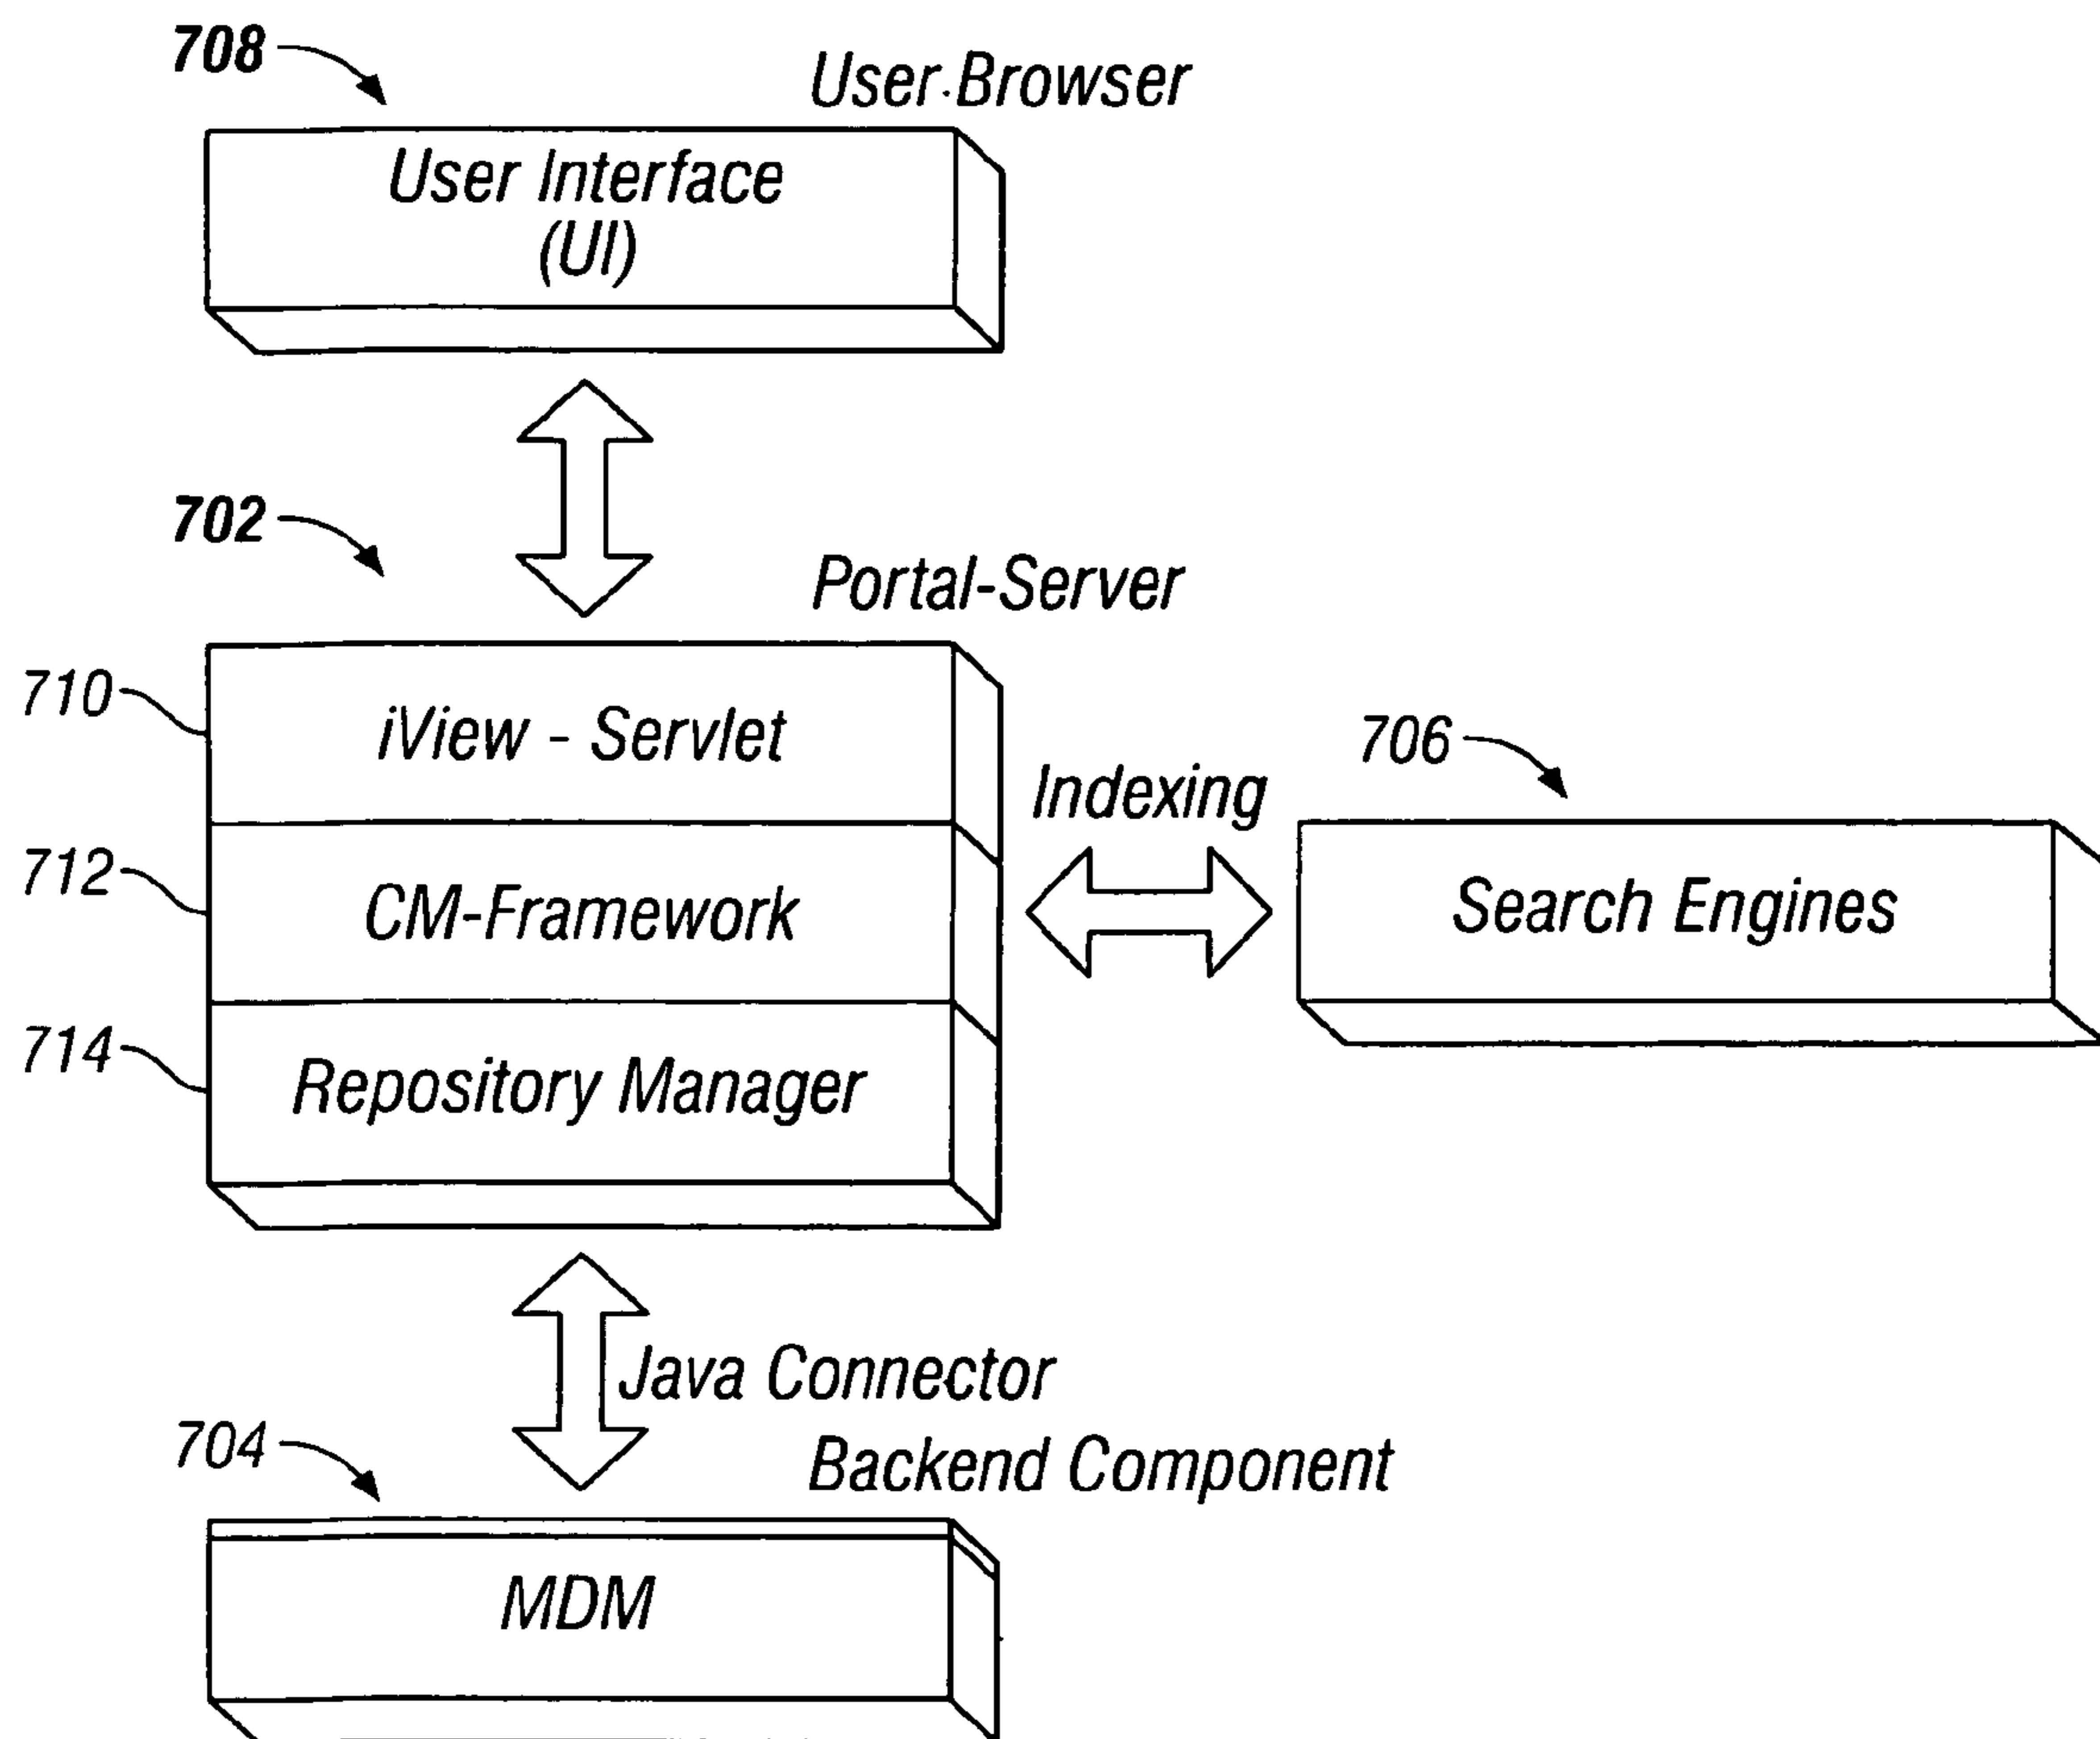 708
User Browser
User Interface
(UI)
702
Portal-Server
710
iView - Servlet
706
Indexing
712
CM-Framework
Search Engines
714
Repository Manager
Java Connector
704
Backend Component
MDM